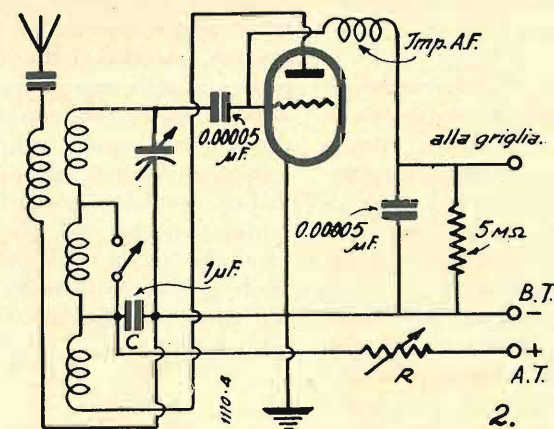 Imp. A.F.
0.00005
µF.
alla griglia.
0.00005
µF.
5 MΩ
1 µF.
C
B.T.
−
+
R
A.T.
1110·4
2.